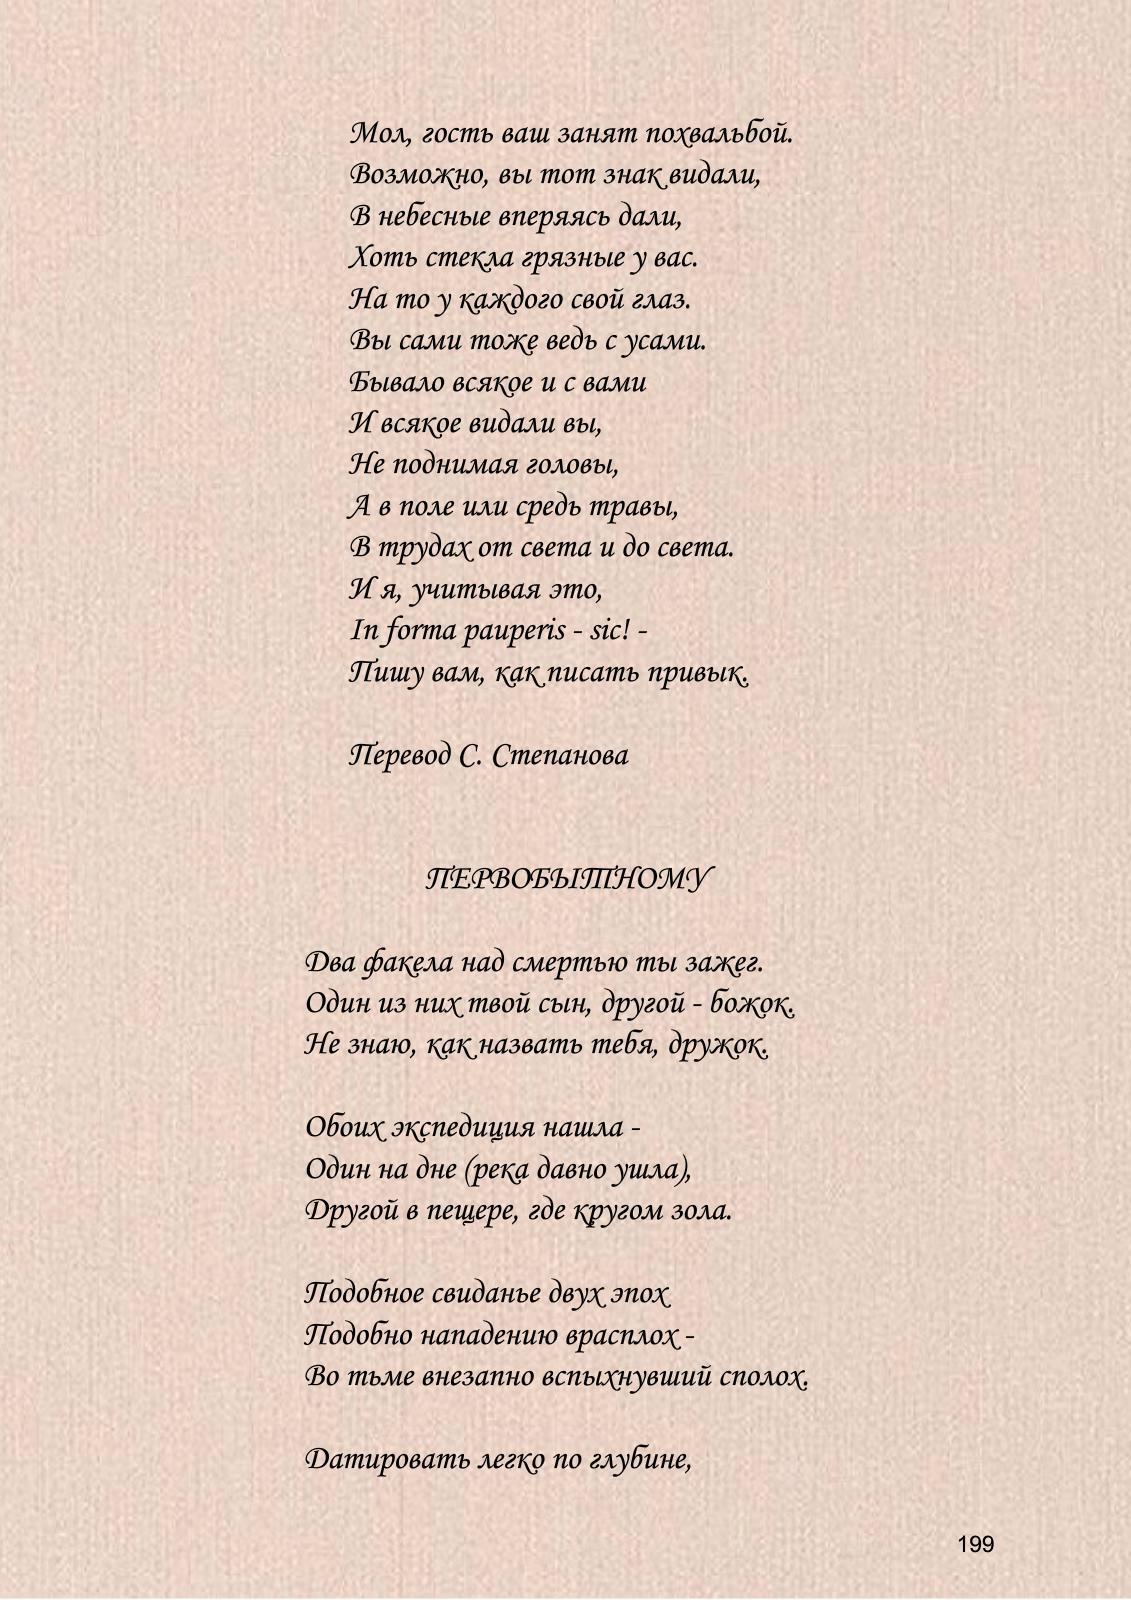 Мол, гость ваш занят похвальбой.
Возможно, вы тот знак видали,
В небесные вперяясь дали,
Хоть стекла грязные у вас.
На то у каждого свой глаз.
Вы сами тоже ведь с усами.
Бывало всякое и с вами
И всякое видали вы,
Не поднимая головы,
А в поле или средь травы,
В трудах от света и до света.
И я, учитывая это,
In forma pauperis - sic! -
Пишу вам, как писать привык.
Перевод С. Степанова
ПЕРВОБЫТНОМУ
Два факела над смертью ты зажег.
Один из них твой сын, другой - божок.
Не знаю, как назвать тебя, дружок.
Обоих экспедиция нашла -
Один на дне (река давно ушла),
Другой в пещере, где кругом зола.
Подобное свиданье двух эпох
Подобно нападению врасплох -
Во тьме внезапно вспыхнувший сполох.
Датировать легко по глубине,
199